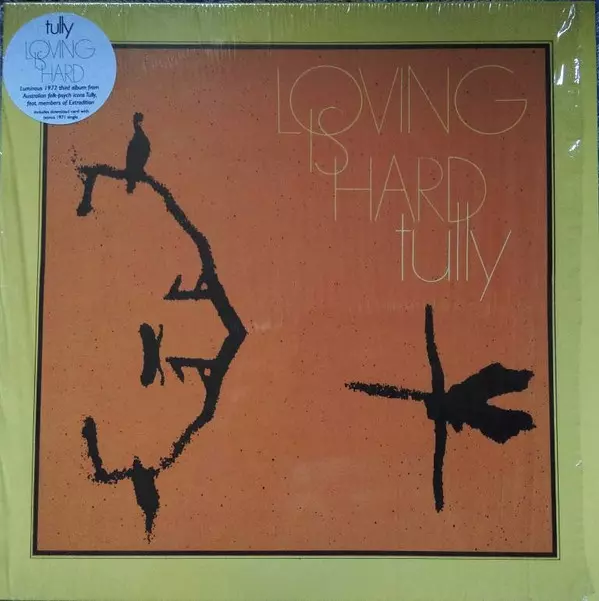 tully
LOVING
IS
HARD
Luminous 1972 third album from
Australian folk-psych icons Tully,
feat. members of Extradition
includes download card with
bonus 1971 single
LOVING
IS
HARD
tully